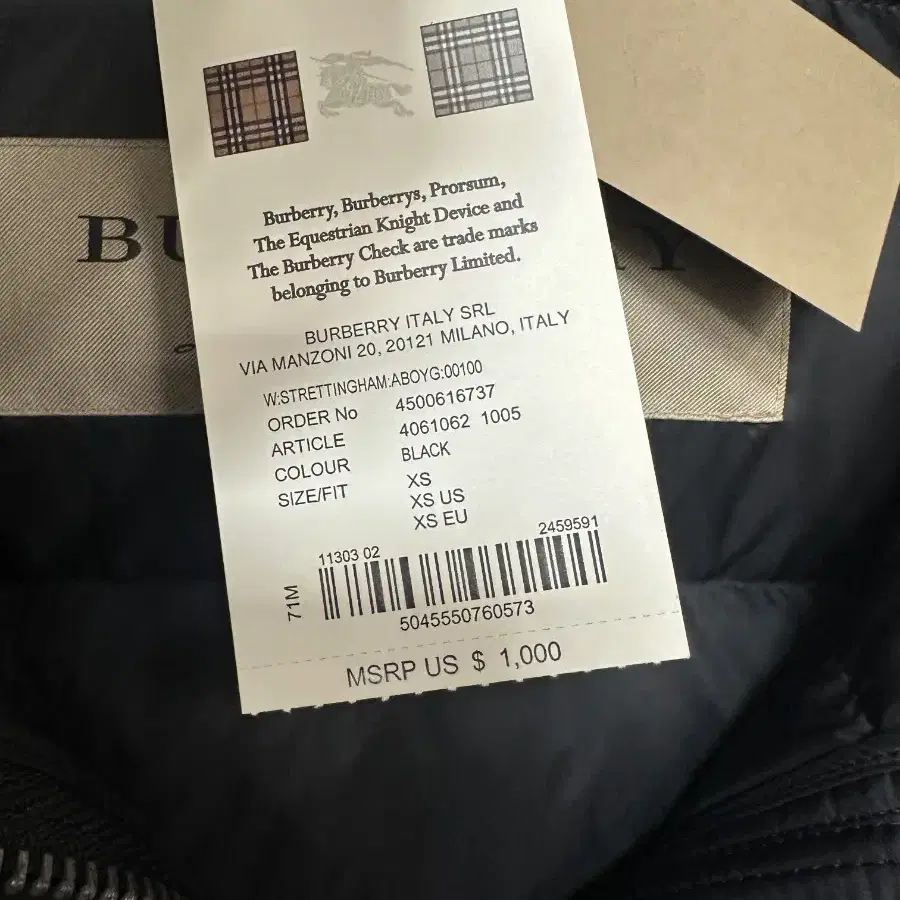 BU
RY
Burberry, Burberrys, Prorsum,
The Equestrian Knight Device and
The Burberry Check are trade marks
belonging to Burberry Limited.
BURBERRY ITALY SRL
VIA MANZONI 20, 20121 MILANO, ITALY
W:STRETTINGHAM:ABOYG:00100
ORDER No 4500616737
ARTICLE 4061062 1005
COLOUR BLACK
SIZE/FIT XS
XS US
XS EU
11303 02 2459591
71M
5045550760573
MSRP US $ 1,000